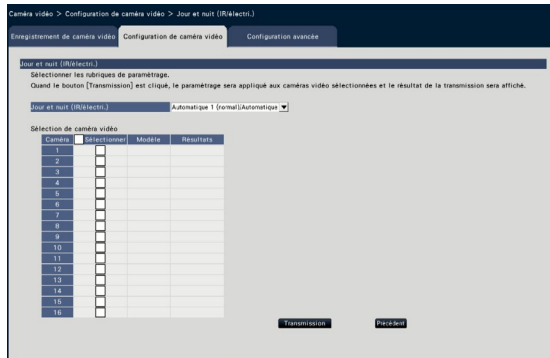 Caméra vidéo > Configuration de caméra vidéo > Jour et nuit (IR/électri.)
Enregistrement de caméra vidéo Configuration de caméra vidéo Configuration avancée
Jour et nuit (IR/électri.)
Sélectionner les rubriques de paramétrage.
Quand le bouton [Transmission] est cliqué, le paramétrage sera appliqué aux caméras vidéo sélectionnées et le résultat de la transmission sera affiché.
Jour et nuit (IR/électri.) Automatique 1 (normal)/Automatique
Sélection de caméra vidéo
Caméra Sélectionner Modèle Résultats
1
2
3
4
5
6
7
8
9
10
11
12
13
14
15
16
Transmission Précédent